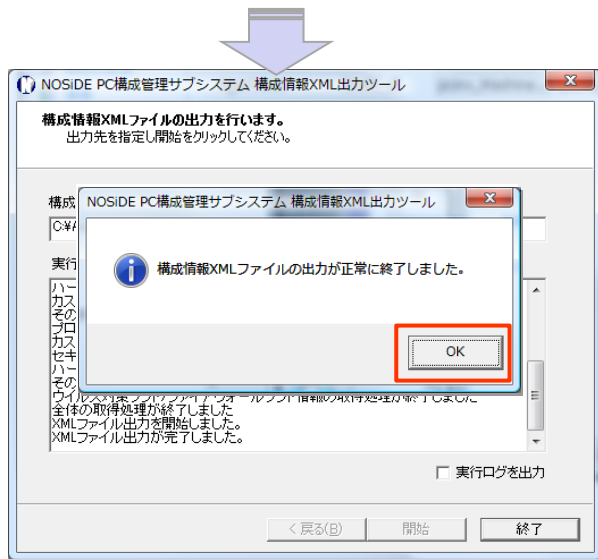 NOSiDE PC構成管理サブシステム 構成情報XML出力ツール
構成情報XMLファイルの出力を行います。
出力先を指定し開始をクリックしてください。
構成
C:¥
実行
NOSiDE PC構成管理サブシステム 構成情報XML出力ツール
構成情報XMLファイルの出力が正常に終了しました。
OK
ハー
カス
その
プロ
カス
セキ
ハー
その
全体の取得処理が終了しました
XMLファイル出力を開始しました。
XMLファイル出力が完了しました。
実行ログを出力
< 戻る(B)
開始
終了